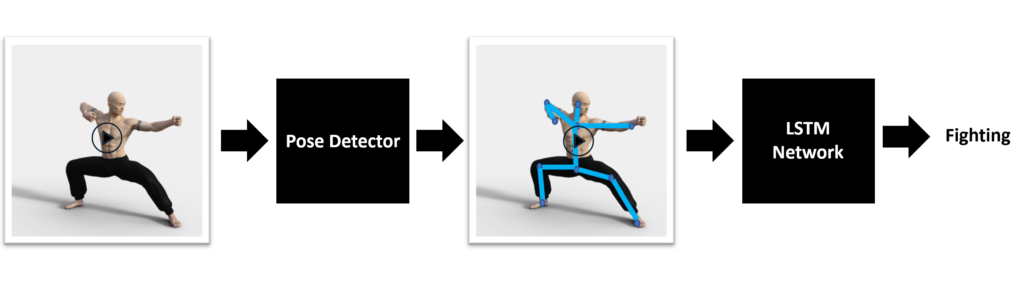 Pose Detector
LSTM
Network
Fighting